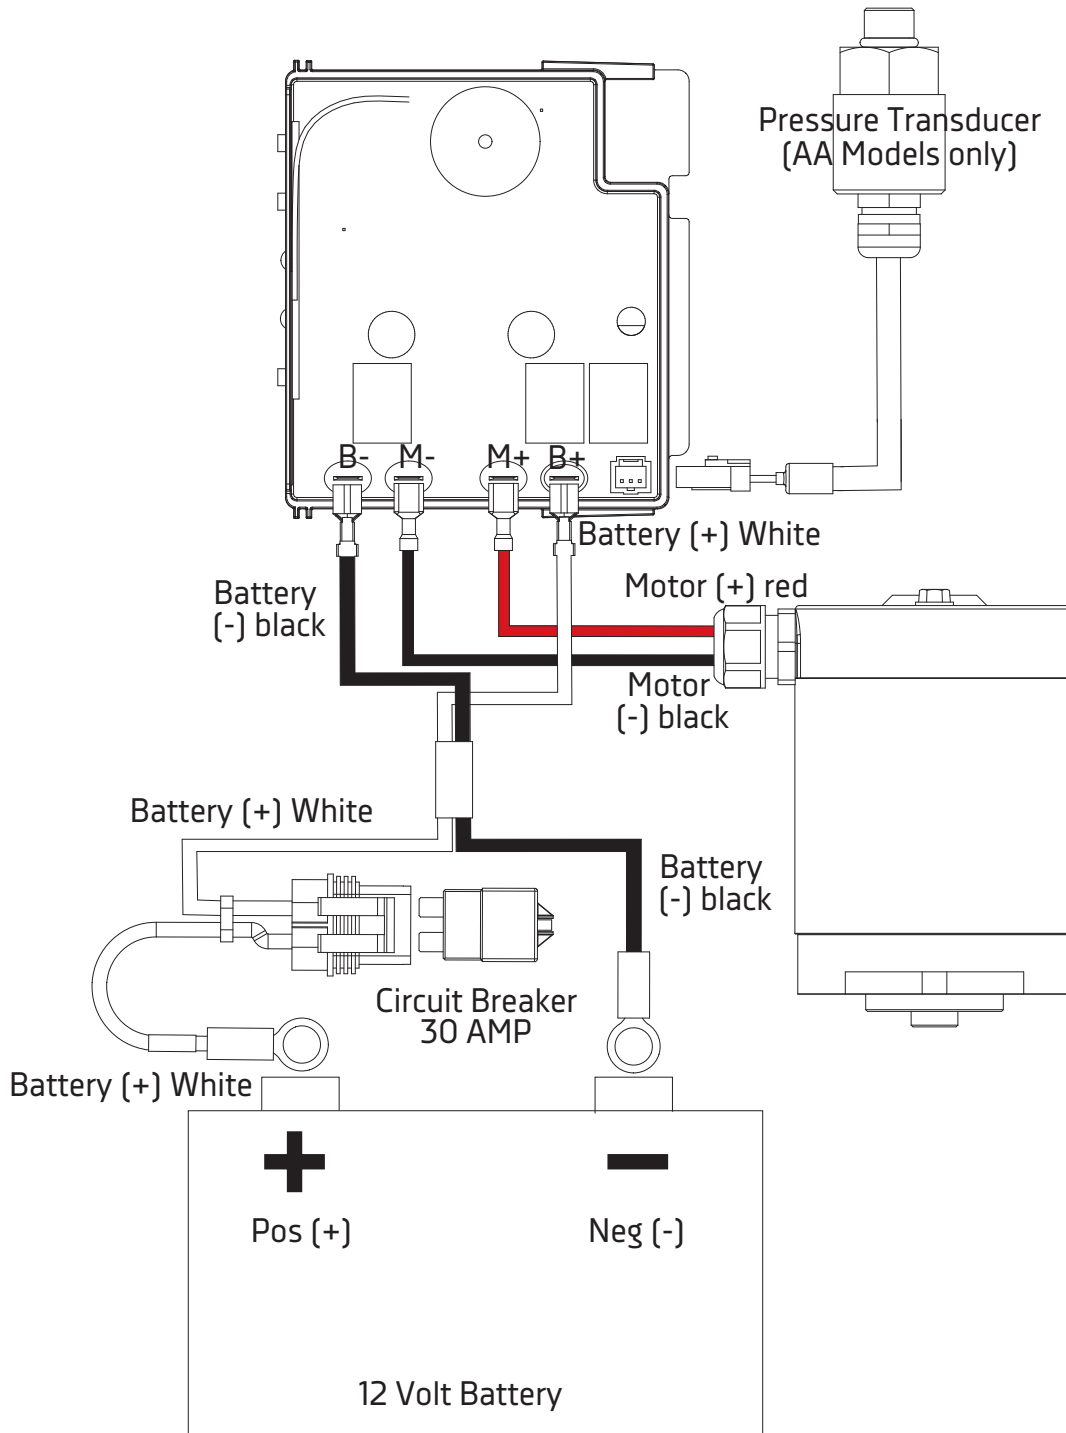 Pressure Transducer
(AA Models only)
B-
M-
M+
B+
Battery (+) White
Battery
(-) black
Motor (+) red
Motor
(-) black
Battery (+) White
Battery
(-) black
Circuit Breaker
30 AMP
Battery (+) White
Pos (+)
Neg (-)
12 Volt Battery